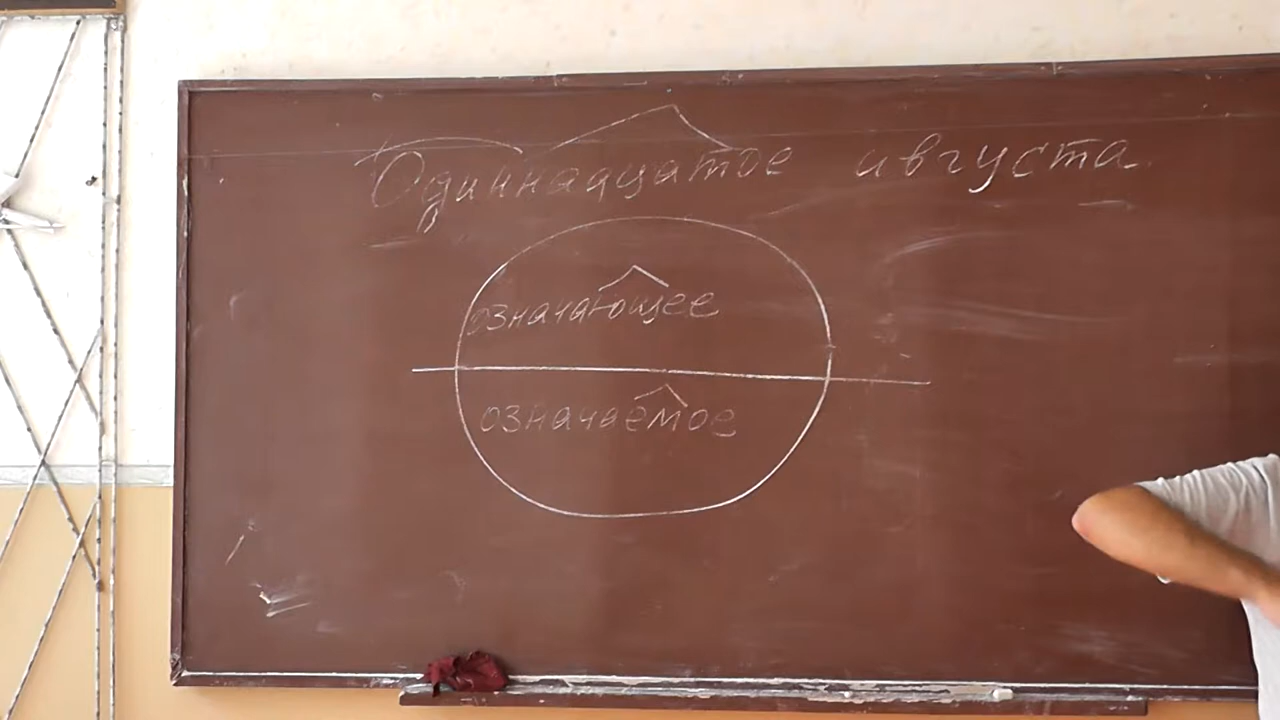 Одиннадцатое августа
означающее
означаемое